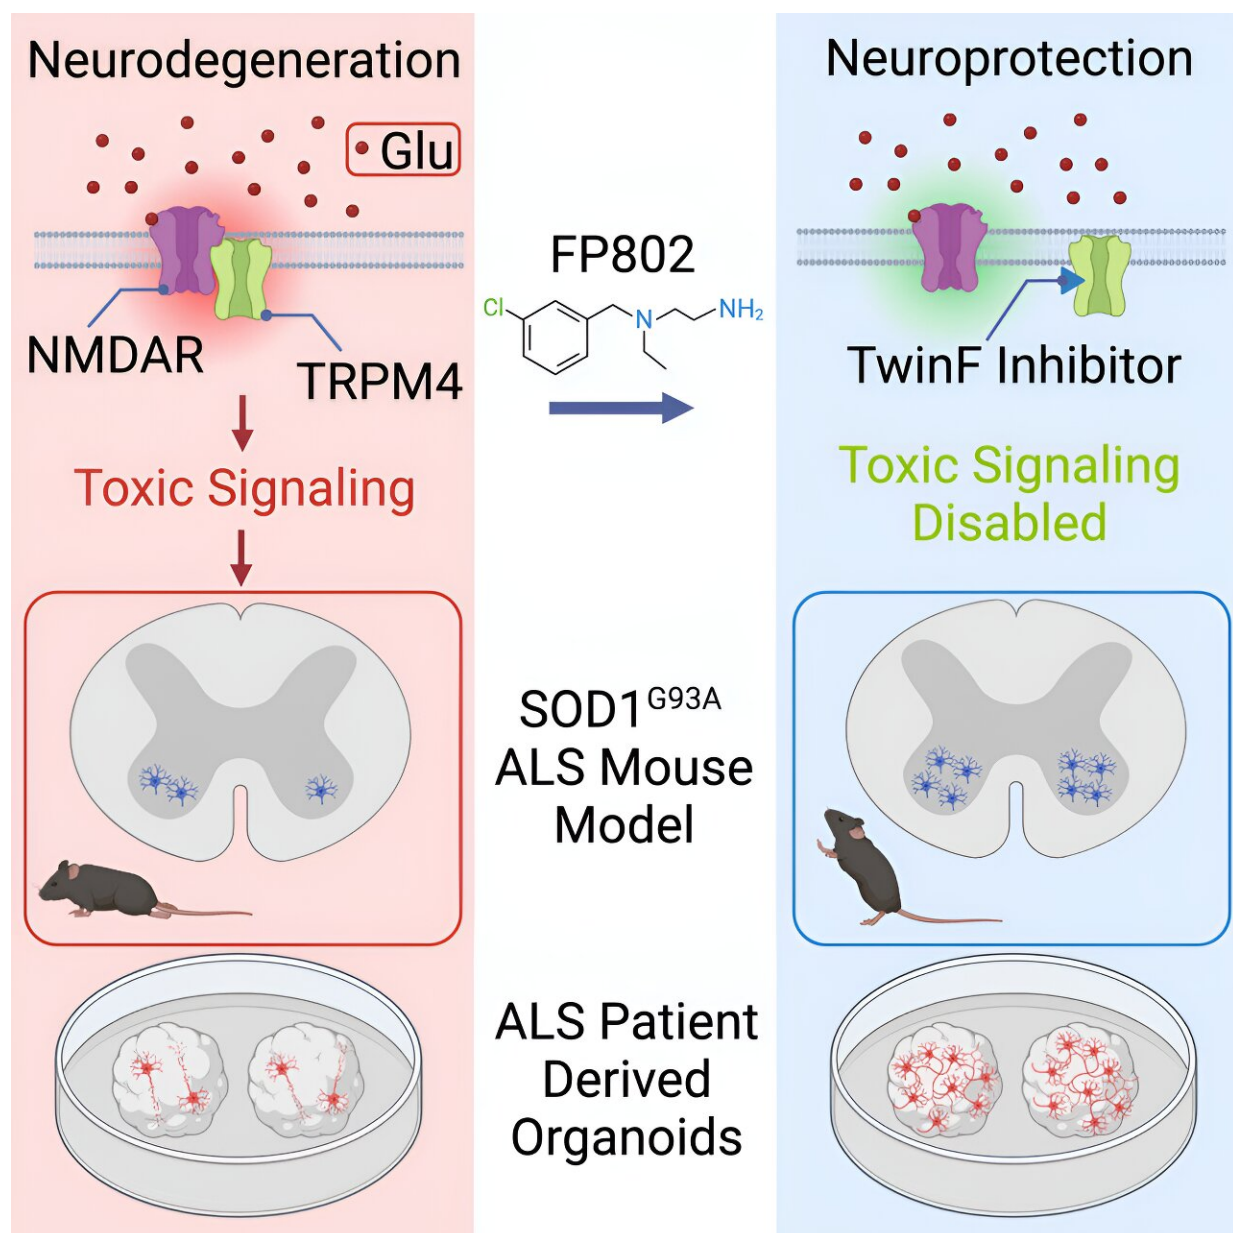 Neurodegeneration
Glu
NMDAR
TRPM4
Toxic Signaling
FP802
Cl
N
NH₂
SOD1ᴳ⁹³ᴬ
ALS Mouse
Model
ALS Patient
Derived
Organoids
Neuroprotection
TwinF Inhibitor
Toxic Signaling
Disabled